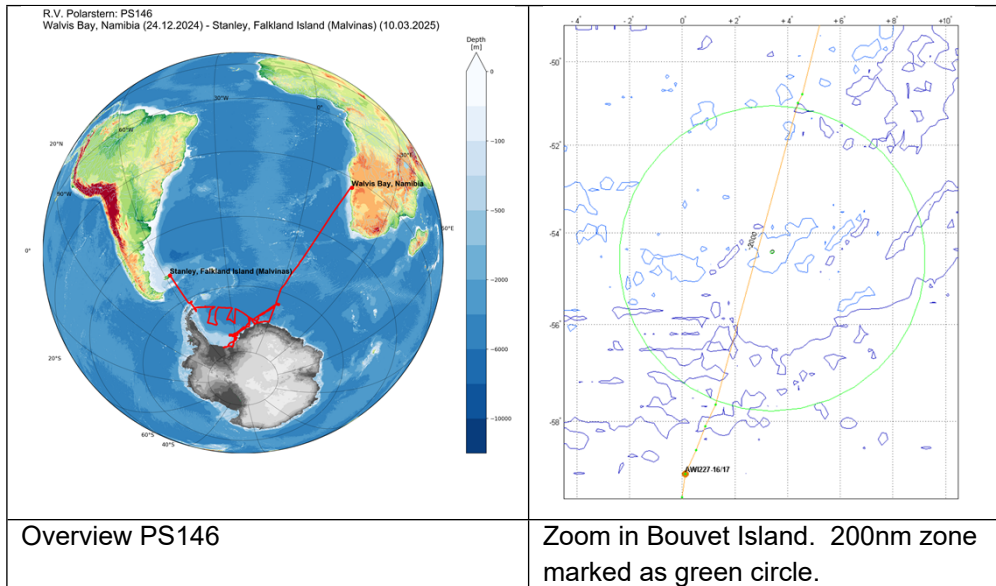 R.V. Polarstern: PS146
Walvis Bay, Namibia (24.12.2024) - Stanley, Falkland Island (Malvinas) (10.03.2025)
Depth
[m]
0
-100
-500
-2000
-6000
-10000
30°W
0°
60°W
20°N
30°E
Walvis Bay, Namibia
90°W
60°E
0°
Stanley, Falkland Island (Malvinas)
20°S
60°S
40°S
-4°
-2°
0°
+2°
+4°
+6°
+8°
+10°
-50°
-52°
-54°
-56°
-58°
-2000
AWI227-16/17
Overview PS146
Zoom in Bouvet Island. 200nm zone
marked as green circle.